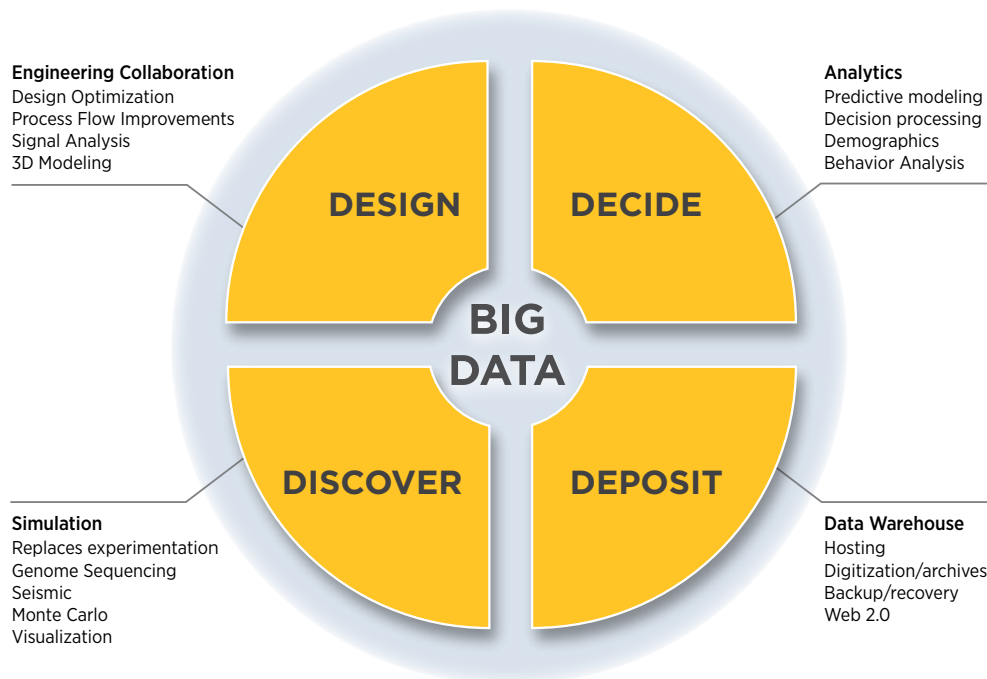 Engineering Collaboration
Design Optimization
Process Flow Improvements
Signal Analysis
3D Modeling
Analytics
Predictive modeling
Decision processing
Demographics
Behavior Analysis
DESIGN
DECIDE
BIG
DATA
DISCOVER
DEPOSIT
Simulation
Replaces experimentation
Genome Sequencing
Seismic
Monte Carlo
Visualization
Data Warehouse
Hosting
Digitization/archives
Backup/recovery
Web 2.0